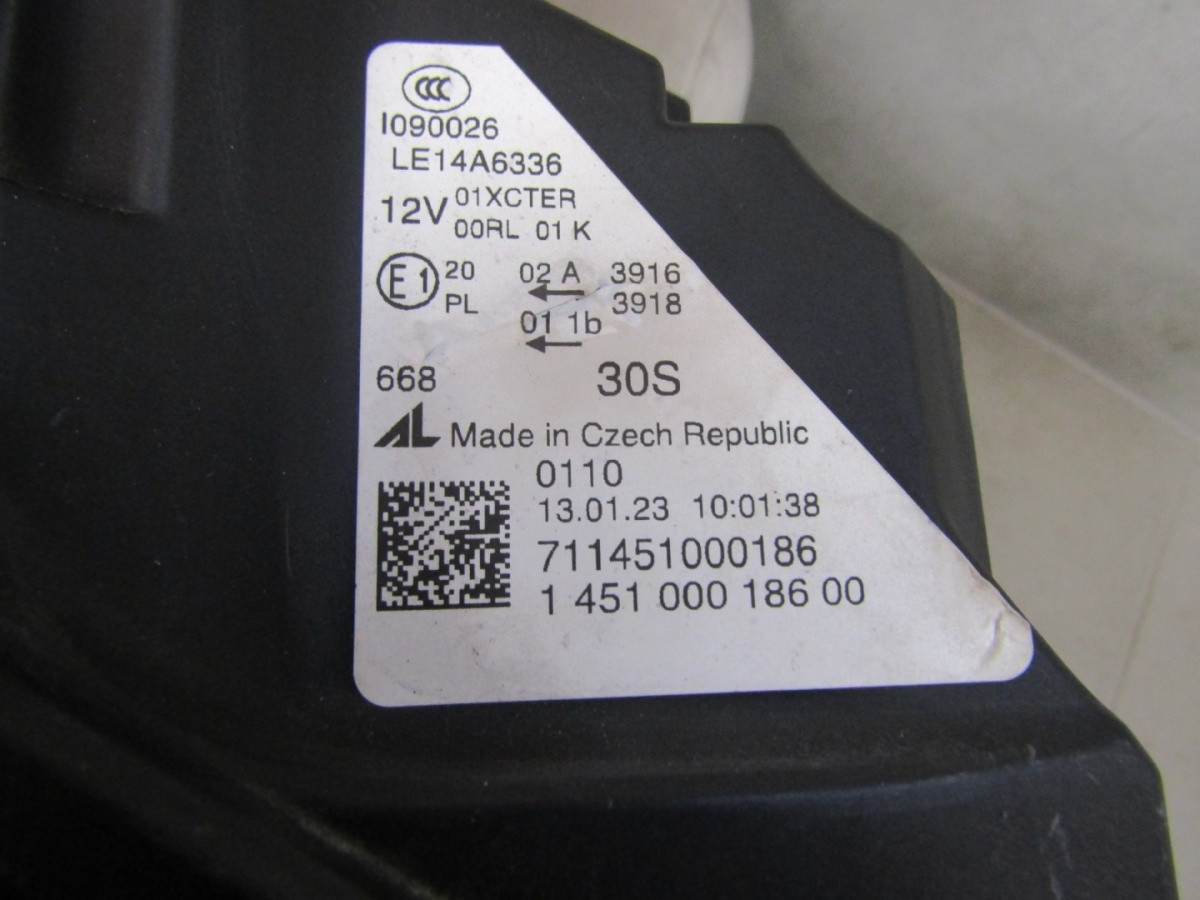 CCC
I090026
LE14A6336
12V 01XCTER
00RL 01 K
E1 20 02 A 3916
PL 3918
01 1b
668 30S
AL Made in Czech Republic
0110
13.01.23 10:01:38
711451000186
1 451 000 186 00